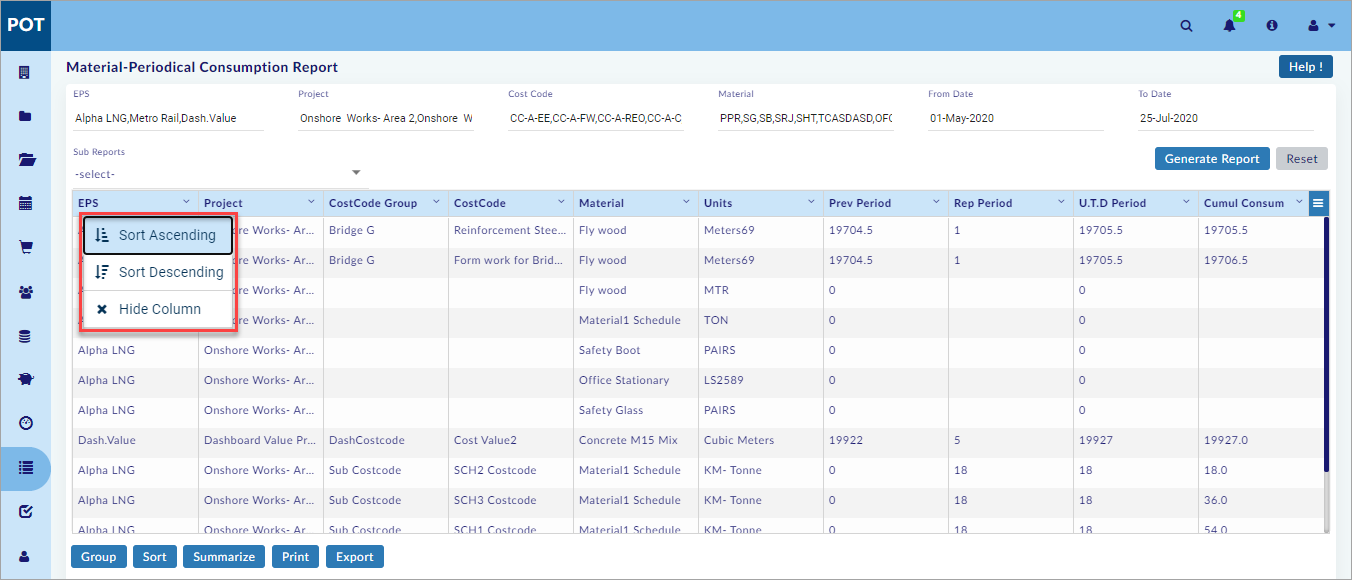 POT
4
Material-Periodical Consumption Report
Help !
EPS Project Cost Code Material From Date To Date
Alpha LNG,Metro Rail,Dash.Value Onshore Works- Area 2,Onshore W CC-A-EE,CC-A-FW,CC-A-REO,CC-A-C PPR,SG,SB,SRJ,SHT,TCASDASD,OFC 01-May-2020 25-Jul-2020
Sub Reports
-select-
Generate Report Reset
EPS Project CostCode Group CostCode Material Units Prev Period Rep Period U.T.D Period Cumul Consum
Sort Ascending
Sort Descending
Hide Column
ore Works- Ar... Bridge G Reinforcement Stee... Fly wood Meters69 19704.5 1 19705.5 19705.5
ore Works- Ar... Bridge G Form work for Brid... Fly wood Meters69 19704.5 1 19705.5 19706.5
ore Works- Ar... Fly wood MTR 0 0
ore Works- Ar... Material1 Schedule TON 0 0
Alpha LNG Onshore Works- Ar... Safety Boot PAIRS 0 0
Alpha LNG Onshore Works- Ar... Office Stationary LS2589 0 0
Alpha LNG Onshore Works- Ar... Safety Glass PAIRS 0 0
Dash.Value Dashboard Value Pr... DashCostcode Cost Value2 Concrete M15 Mix Cubic Meters 19922 5 19927 19927.0
Alpha LNG Onshore Works- Ar... Sub Costcode SCH2 Costcode Material1 Schedule KM- Tonne 0 18 18 18.0
Alpha LNG Onshore Works- Ar... Sub Costcode SCH3 Costcode Material1 Schedule KM- Tonne 0 18 18 36.0
Alpha LNG Onshore Works- Ar... Sub Costcode SCH1 Costcode Material1 Schedule KM- Tonne 0 18 18 54.0
Group Sort Summarize Print Export